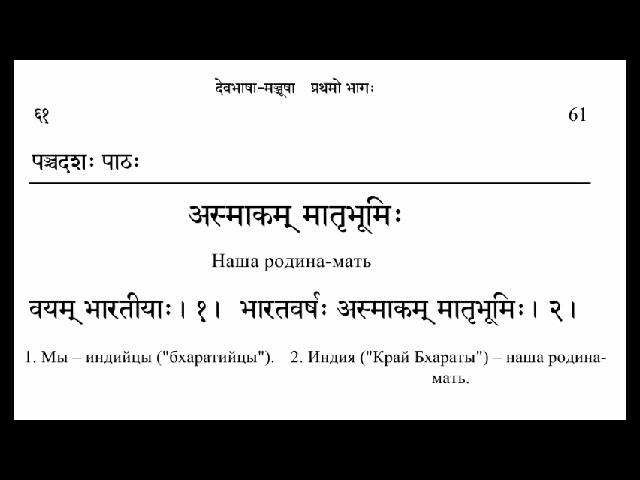 देवभाषा-मञ्जूषा प्रथमो भागः
६१ 61
पञ्चदशः पाठः
अस्माकम् मातृभूमिः
Наша родина-мать
वयम् भारतीयाः। १। भारतवर्षः अस्माकम् मातृभूमिः। २।
1. Мы – индийцы ("бхаратийцы"). 2. Индия ("Край Бхараты") – наша родина-
мать.